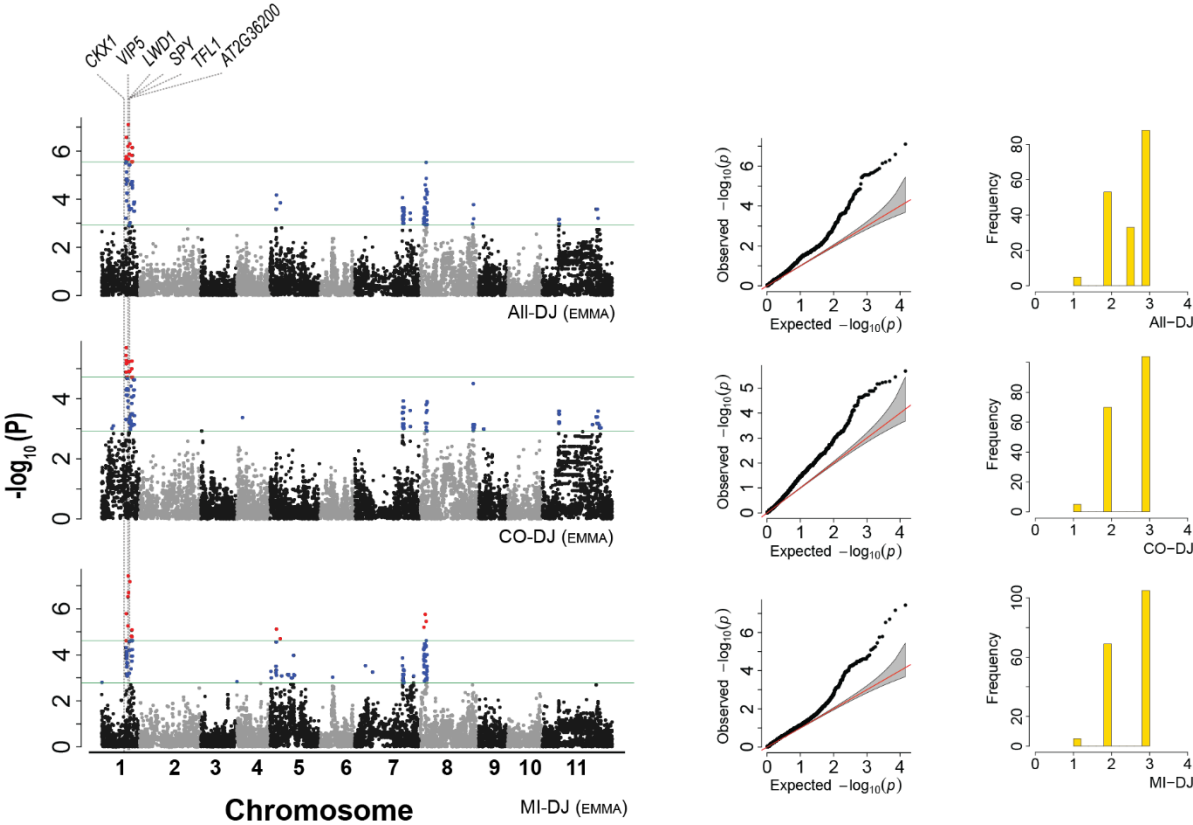 CKX1 VIP5 LWD1 SPY TFL1 AT2G36200
-log10(P)
6
4
2
0
All-DJ (EMMA)
4
2
0
CO-DJ (EMMA)
6
4
2
0
1 2 3 4 5 6 7 8 9 10 11
Chromosome
MI-DJ (EMMA)
Observed −log10(p)
6
4
2
0
0 1 2 3 4
Expected −log10(p)
Observed −log10(p)
5
4
3
2
1
0
0 1 2 3 4
Expected −log10(p)
Observed −log10(p)
6
4
2
0
0 1 2 3 4
Expected −log10(p)
Frequency
80
60
40
20
0
0 1 2 3 4
All−DJ
Frequency
80
60
40
20
0
0 1 2 3 4
CO−DJ
Frequency
100
60
20
0
0 1 2 3 4
MI−DJ